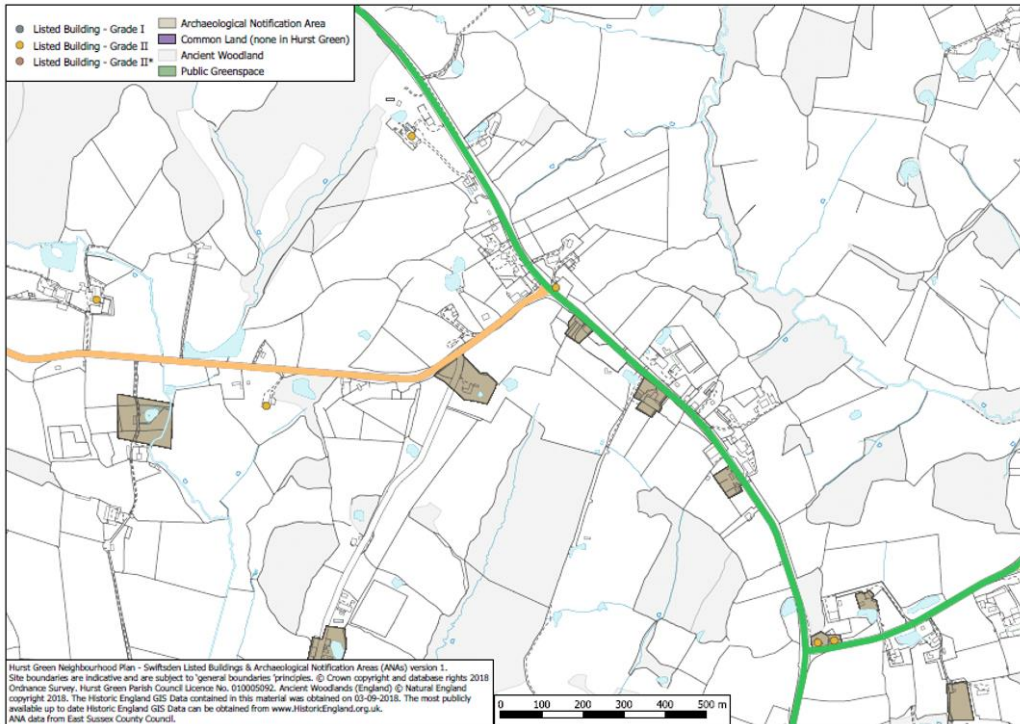 Listed Building - Grade I
Listed Building - Grade II
Listed Building - Grade II*
Archaeological Notification Area
Common Land (none in Hurst Green)
Ancient Woodland
Public Greenspace
Hurst Green Neighbourhood Plan - Swiftsden Listed Buildings & Archaeological Notification Areas (ANAs) version 1.
Site boundaries are indicative and are subject to 'general boundaries 'principles. © Crown copyright and database rights 2018
Ordnance Survey. Hurst Green Parish Council Licence No. 010005092. Ancient Woodlands (England) © Natural England
copyright 2018. The Historic England GIS Data contained in this material was obtained on 03-09-2018. The most publicly
available up to date Historic England GIS Data can be obtained from www.HistoricEngland.org.uk.
ANA data from East Sussex County Council.
0 100 200 300 400 500 m